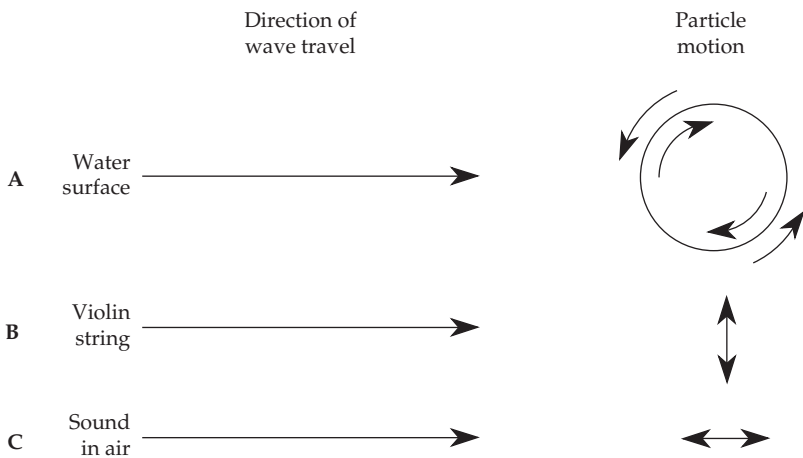 Direction of
wave travel
Particle
motion
A
Water
surface
B
Violin
string
C
Sound
in air